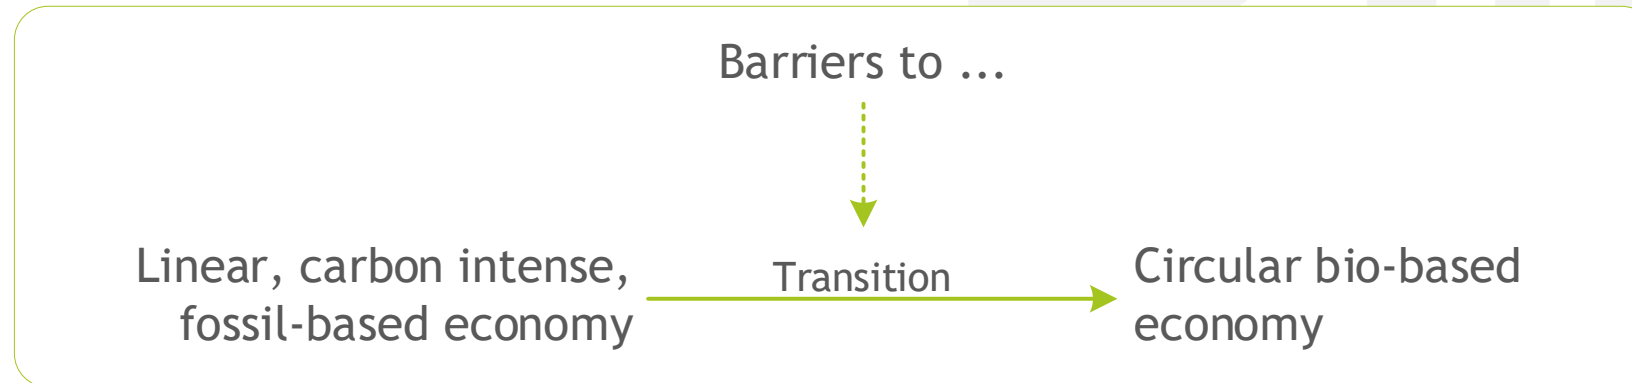 Barriers to ...
Linear, carbon intense,
fossil-based economy
Transition
Circular bio-based
economy